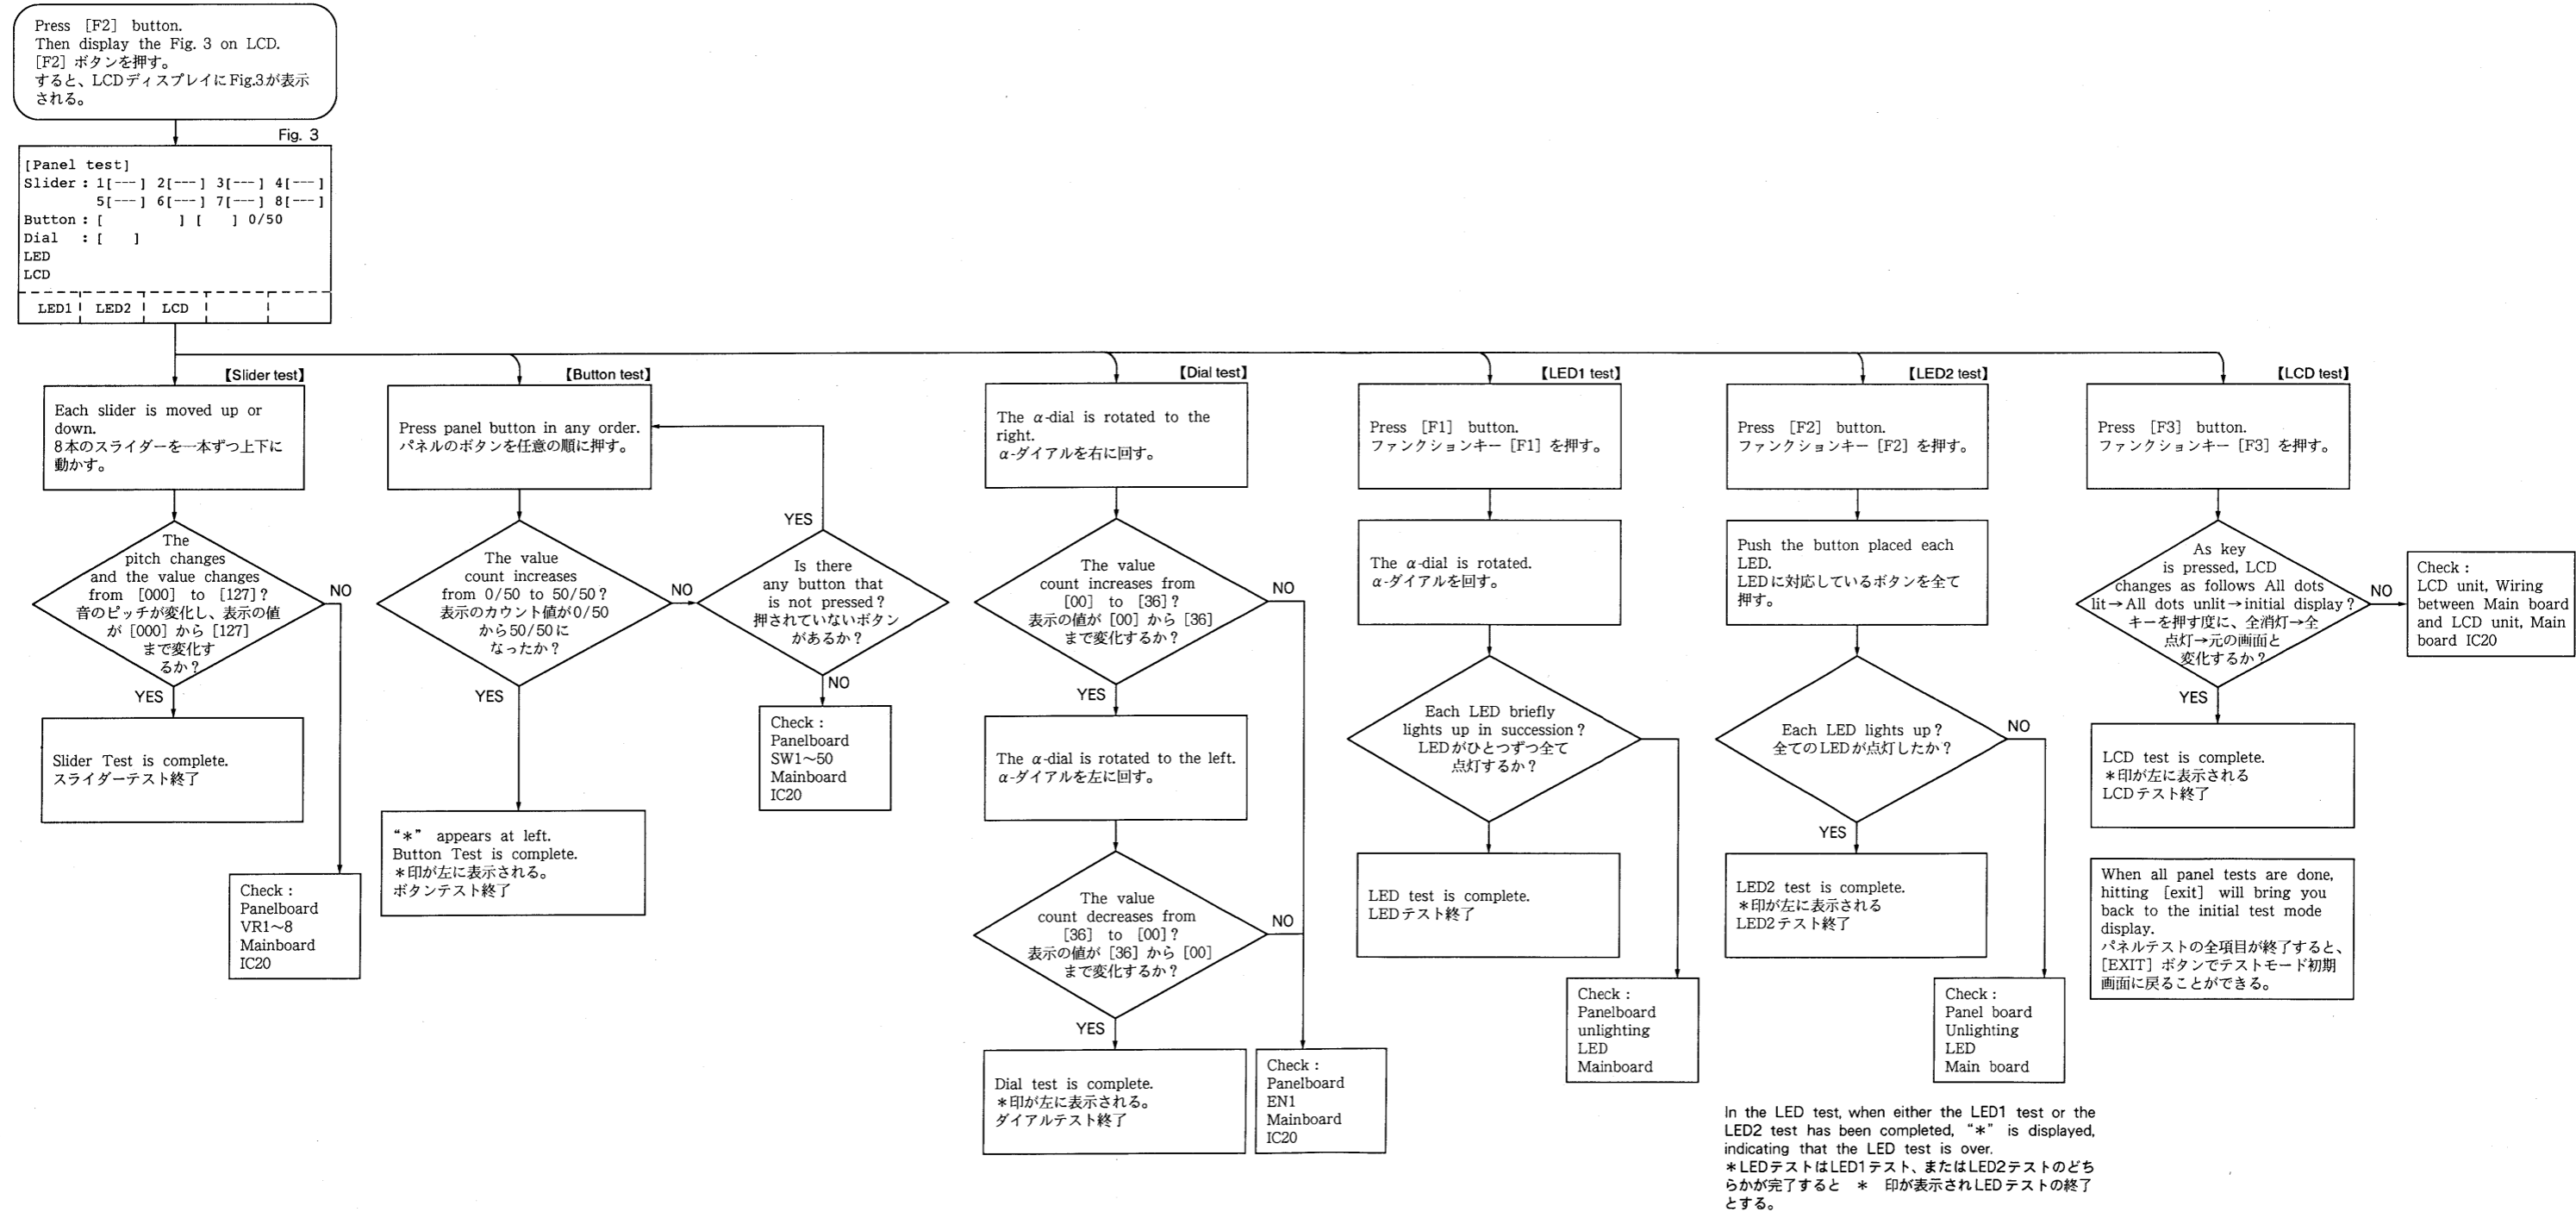 Press [F2] button.
Then display the Fig. 3 on LCD.
[F2] ボタンを押す。
すると、LCDディスプレイにFig.3が表示
される。
Fig. 3
[Panel test]
Slider : 1[---] 2[---] 3[---] 4[---]
5[---] 6[---] 7[---] 8[---]
Button : [ ] [ ] 0/50
Dial : [ ]
LED
LCD
LED1 LED2 LCD
【Slider test】
Each slider is moved up or
down.
8本のスライダーを一本ずつ上下に
動かす。
The
pitch changes
and the value changes
from [000] to [127]?
音のピッチが変化し、表示の値
が [000] から [127]
まで変化す
るか？
NO
YES
Slider Test is complete.
スライダーテスト終了
Check :
Panelboard
VR1〜8
Mainboard
IC20
【Button test】
Press panel button in any order.
パネルのボタンを任意の順に押す。
The value
count increases
from 0/50 to 50/50?
表示のカウント値が0/50
から50/50に
なったか？
NO
YES
YES
Is there
any button that
is not pressed?
押されていないボタン
があるか？
NO
Check :
Panelboard
SW1〜50
Mainboard
IC20
“＊” appears at left.
Button Test is complete.
＊印が左に表示される。
ボタンテスト終了
【Dial test】
The α-dial is rotated to the
right.
α-ダイアルを右に回す。
The value
count increases from
[00] to [36]?
表示の値が [00] から [36]
まで変化するか？
NO
YES
The α-dial is rotated to the left.
α-ダイアルを左に回す。
The value
count decreases from
[36] to [00]?
表示の値が [36] から [00]
まで変化するか？
NO
YES
Dial test is complete.
＊印が左に表示される。
ダイアルテスト終了
Check :
Panelboard
EN1
Mainboard
IC20
【LED1 test】
Press [F1] button.
ファンクションキー [F1] を押す。
The α-dial is rotated.
α-ダイアルを回す。
Each LED briefly
lights up in succession?
LEDがひとつずつ全て
点灯するか？
LED test is complete.
LEDテスト終了
Check :
Panelboard
unlighting
LED
Mainboard
【LED2 test】
Press [F2] button.
ファンクションキー [F2] を押す。
Push the button placed each
LED.
LEDに対応しているボタンを全て
押す。
Each LED lights up?
全てのLEDが点灯したか？
NO
YES
LED2 test is complete.
＊印が左に表示される
LED2テスト終了
Check :
Panel board
Unlighting
LED
Main board
In the LED test, when either the LED1 test or the
LED2 test has been completed, “＊” is displayed,
indicating that the LED test is over.
＊LEDテストはLED1テスト、またはLED2テストのどち
らかが完了すると ＊ 印が表示されLEDテストの終了
とする。
【LCD test】
Press [F3] button.
ファンクションキー [F3] を押す。
As key
is pressed, LCD
changes as follows All dots
lit→All dots unlit→initial display?
キーを押す度に、全消灯→全
点灯→元の画面と
変化するか？
NO
YES
Check :
LCD unit, Wiring
between Main board
and LCD unit, Main
board IC20
LCD test is complete.
＊印が左に表示される
LCDテスト終了
When all panel tests are done,
hitting [exit] will bring you
back to the initial test mode
display.
パネルテストの全項目が終了すると、
[EXIT] ボタンでテストモード初期
画面に戻ることができる。